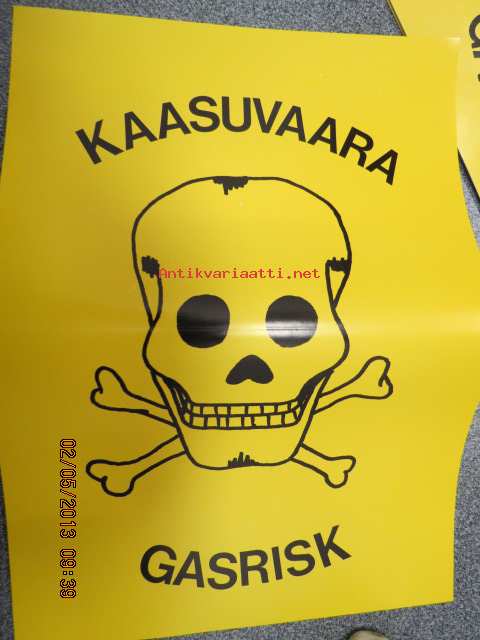 KAASUVAARA
Antikvariaatti.net
GASRISK
02/05/2013 09:39